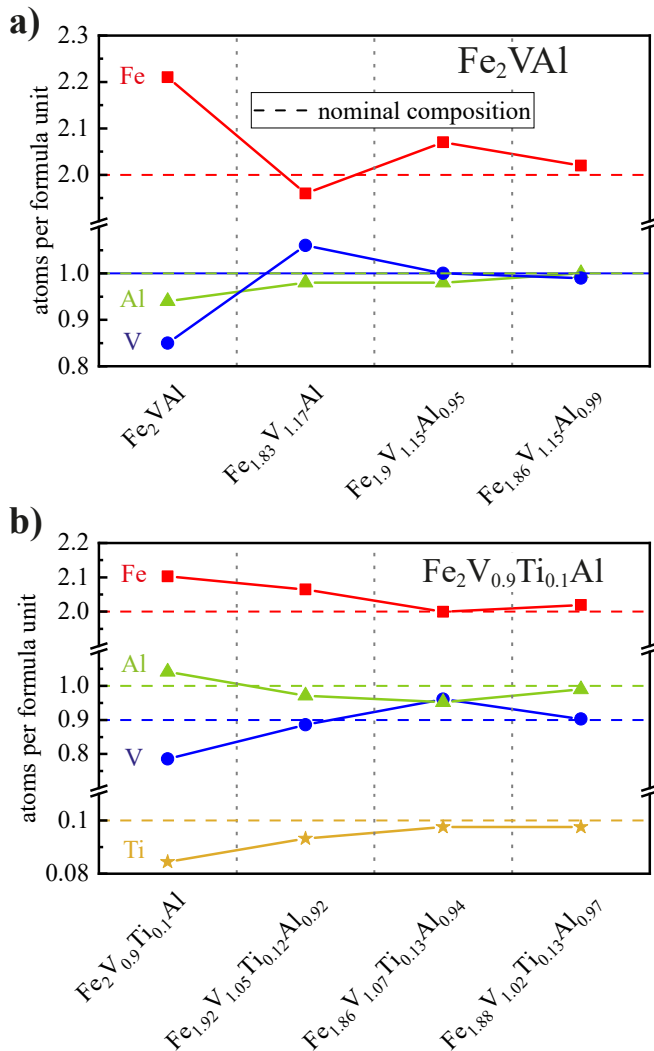 a)
Fe₂VAl
2.3
Fe
2.2
nominal composition
2.1
2.0
atoms per formula unit
1.0
Al
0.9
V
0.8
Fe₂VAl
Fe₁.₈₃V₁.₁₇Al
Fe₁.₉V₁.₁₅Al₀.₉₅
Fe₁.₈₆V₁.₁₅Al₀.₉₉
b)
2.2
Fe
Fe₂V₀.₉Ti₀.₁Al
2.1
2.0
atoms per formula unit
Al
1.0
0.9
V
0.8
0.1
Ti
0.08
Fe₂V₀.₉Ti₀.₁Al
Fe₁.₉₂V₁.₀₅Ti₀.₁₂Al₀.₉₂
Fe₁.₈₆V₁.₀₇Ti₀.₁₃Al₀.₉₄
Fe₁.₈₈V₁.₀₂Ti₀.₁₃Al₀.₉₇